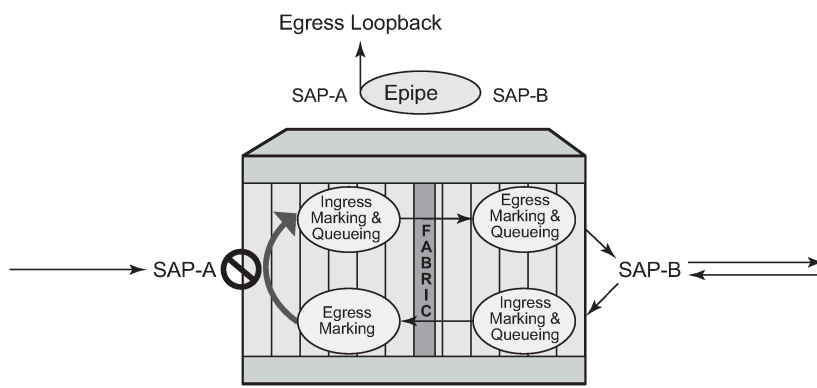 Egress Loopback
SAP-A
Epipe
SAP-B
Ingress
Marking &
Queueing
Egress
Marking &
Queueing
FABRIC
SAP-A
SAP-B
Egress
Marking
Ingress
Marking &
Queueing